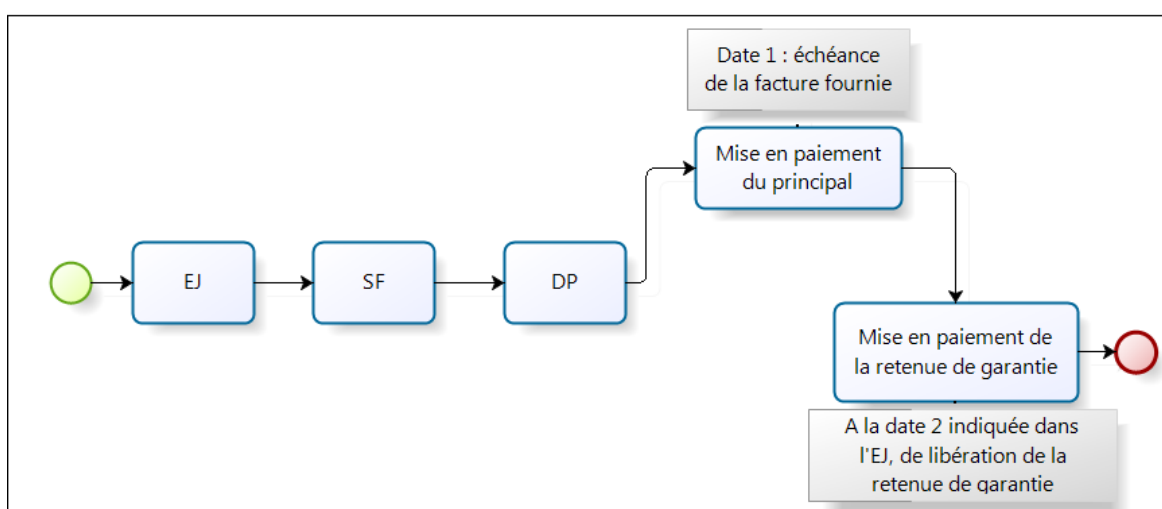 Date 1 : échéance
de la facture fournie
Mise en paiement
du principal
EJ
SF
DP
Mise en paiement de
la retenue de garantie
A la date 2 indiquée dans
l'EJ, de libération de la
retenue de garantie